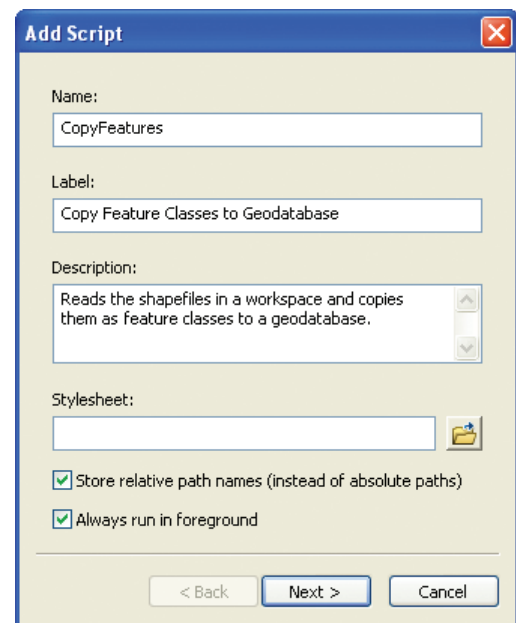 Add Script
Name:
CopyFeatures
Label:
Copy Feature Classes to Geodatabase
Description:
Reads the shapefiles in a workspace and copies
them as feature classes to a geodatabase.
Stylesheet:
Store relative path names (instead of absolute paths)
Always run in foreground
< Back Next > Cancel